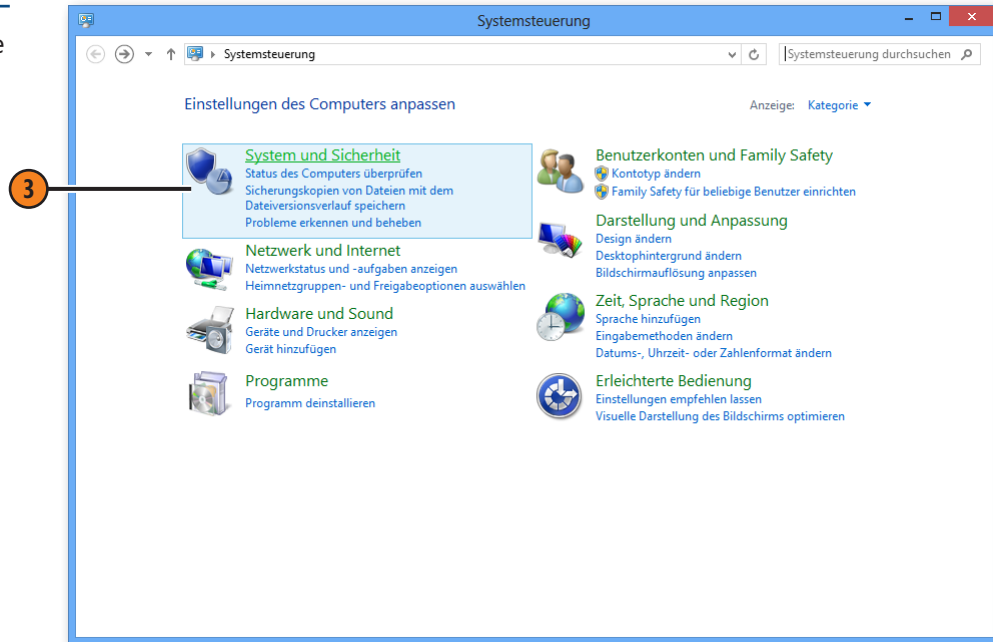 e
Systemsteuerung
Systemsteuerung
Systemsteuerung durchsuchen
Einstellungen des Computers anpassen
Anzeige: Kategorie
3
System und Sicherheit
Status des Computers überprüfen
Sicherungskopien von Dateien mit dem
Dateiversionsverlauf speichern
Probleme erkennen und beheben
Netzwerk und Internet
Netzwerkstatus und -aufgaben anzeigen
Heimnetzgruppen- und Freigabeoptionen auswählen
Hardware und Sound
Geräte und Drucker anzeigen
Gerät hinzufügen
Programme
Programm deinstallieren
Benutzerkonten und Family Safety
Kontotyp ändern
Family Safety für beliebige Benutzer einrichten
Darstellung und Anpassung
Design ändern
Desktophintergrund ändern
Bildschirmauflösung anpassen
Zeit, Sprache und Region
Sprache hinzufügen
Eingabemethoden ändern
Datums-, Uhrzeit- oder Zahlenformat ändern
Erleichterte Bedienung
Einstellungen empfehlen lassen
Visuelle Darstellung des Bildschirms optimieren